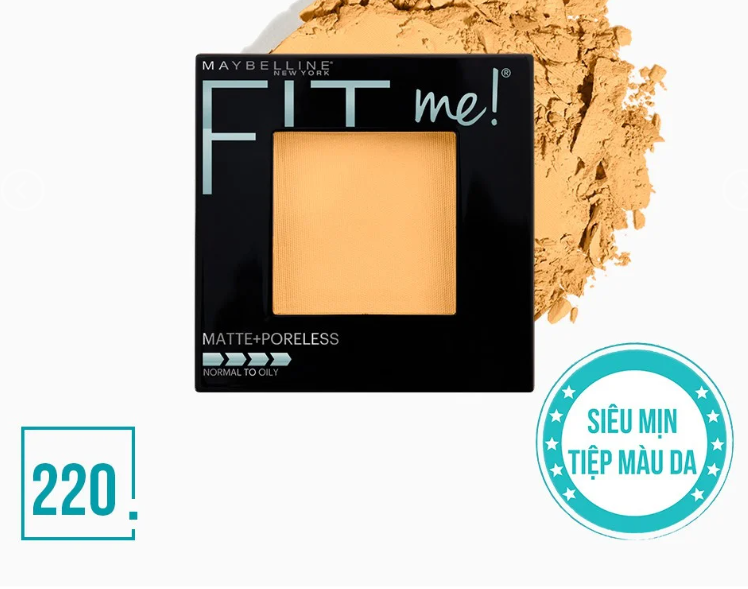 MAYBELLINE®
NEW YORK
FIT me!®
MATTE+PORELESS
NORMAL TO OILY
220.
SIÊU MỊN
TIỆP MÀU DA